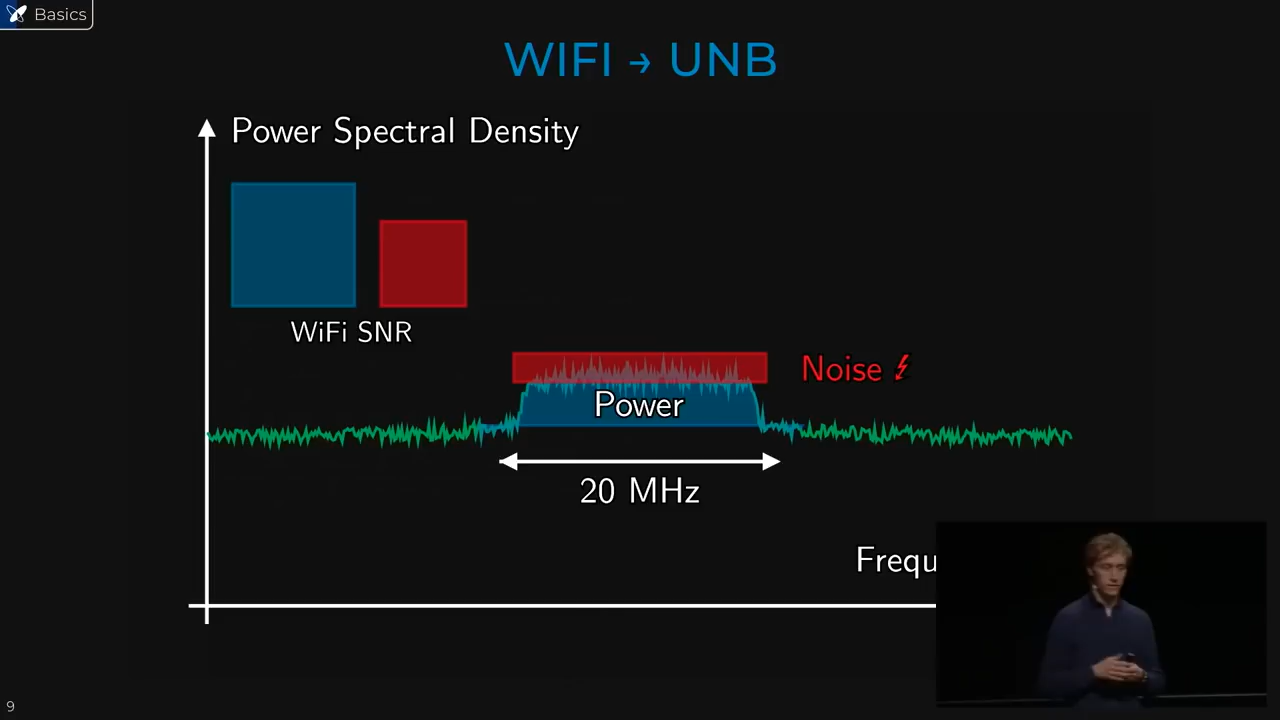 Basics
WIFI → UNB
Power Spectral Density
WiFi SNR
Noise
Power
20 MHz
Frequ
9